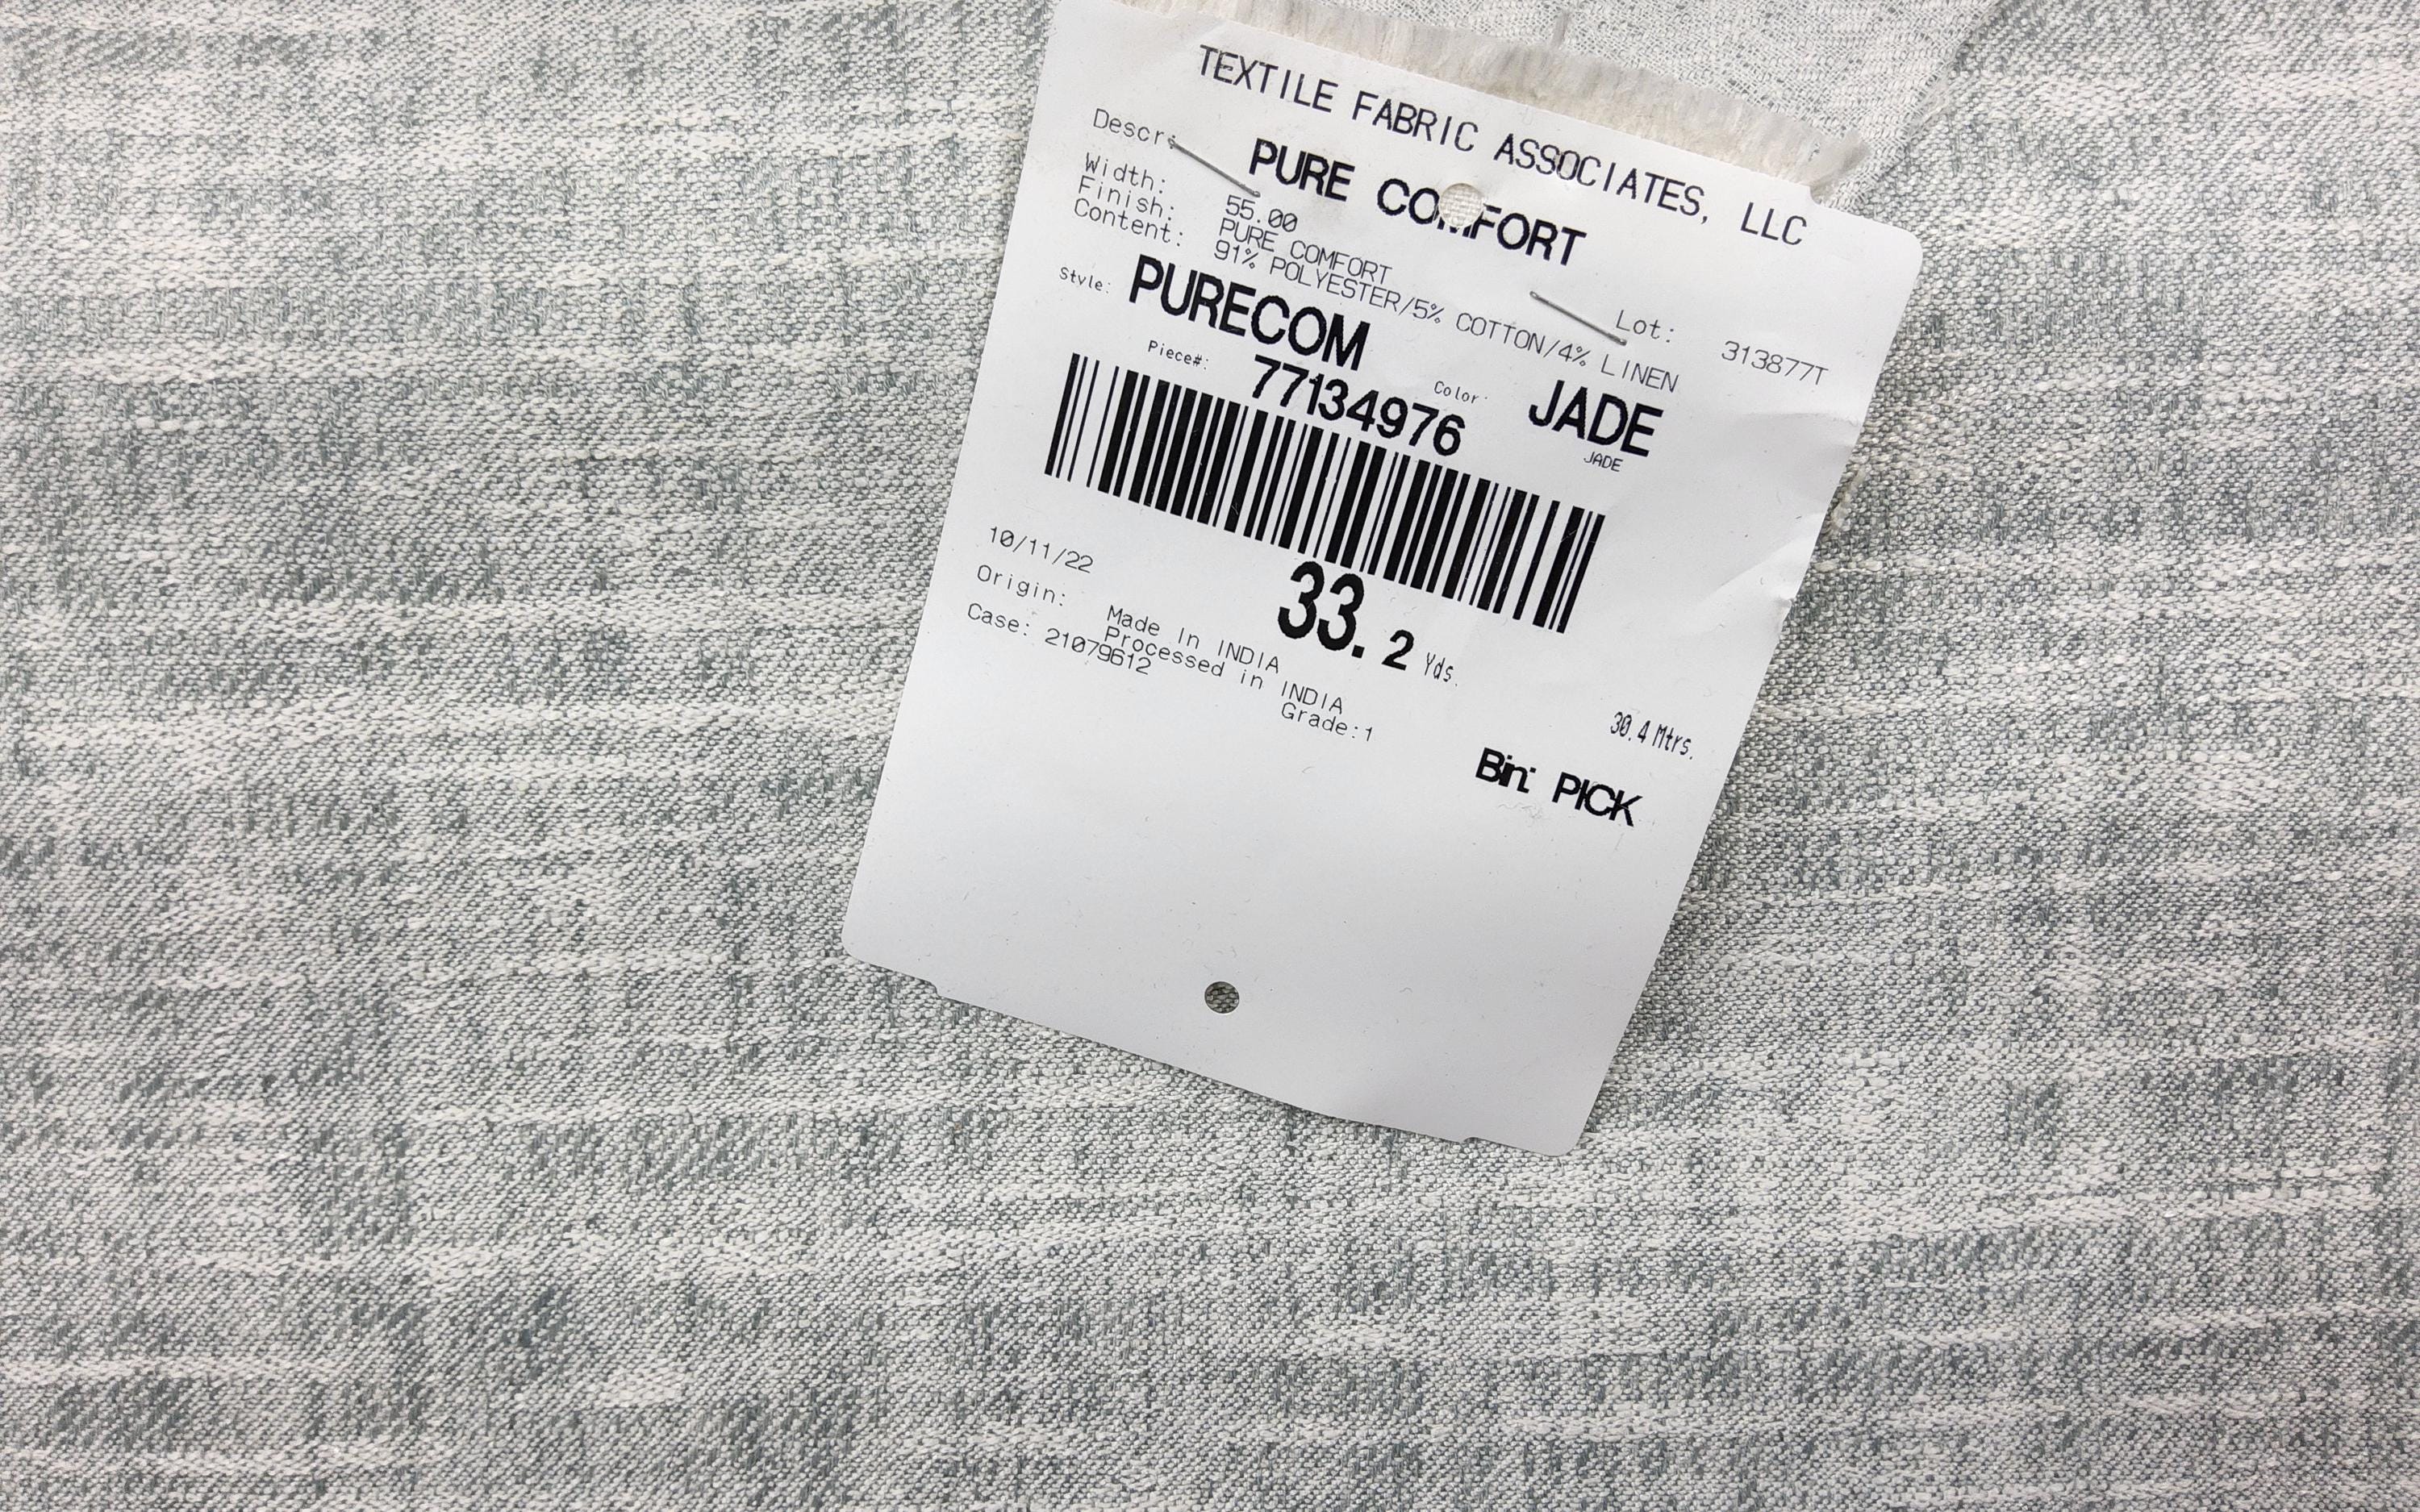 TEXTILE FABRIC ASSOCIATES, LLC
Descr: PURE COMFORT
Width: 55.00
Finish: PURE COMFORT
Content: 91% POLYESTER/5% COTTON/4% LINEN
Lot: 313877T
Style: PURECOM
Color: JADE
JADE
Piece#: 77134976
10/11/22
33.2 Yds.
Origin: Made In INDIA
Processed in INDIA
30.4 Mtrs.
Case: 21079612
Grade:1
Bin: PICK